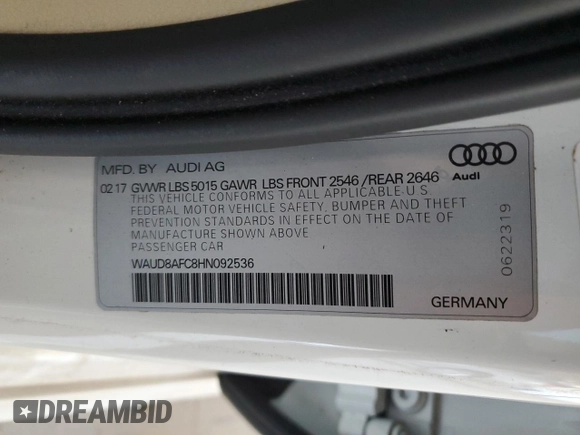 MFD. BY AUDI AG
02 17 GVWR LBS 5015 GAWR LBS FRONT 2546 /REAR 2646
THIS VEHICLE CONFORMS TO ALL APPLICABLE U.S.
FEDERAL MOTOR VEHICLE SAFETY, BUMPER AND THEFT
PREVENTION STANDARDS IN EFFECT ON THE DATE OF
MANUFACTURE SHOWN ABOVE
PASSENGER CAR
WAUD8AFC8HN092536
GERMANY
Audi
0622319
DREAMBID